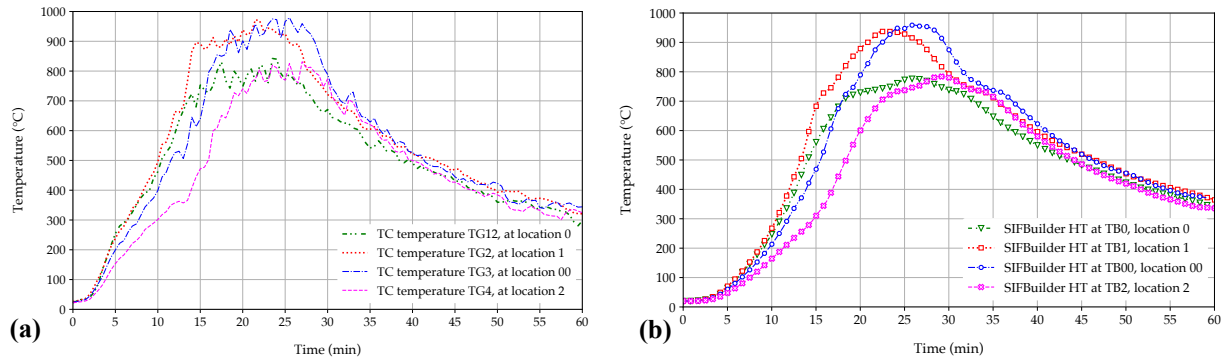 1000
900
800
700
600
500
400
300
200
100
0
Temperature (°C)
0 5 10 15 20 25 30 35 40 45 50 55 60
Time (min)
TC temperature TG12, at location 0
TC temperature TG2, at location 1
TC temperature TG3, at location 00
TC temperature TG4, at location 2
(a)
1000
900
800
700
600
500
400
300
200
100
0
Temperature (°C)
0 5 10 15 20 25 30 35 40 45 50 55 60
Time (min)
SIFBuilder HT at TB0, location 0
SIFBuilder HT at TB1, location 1
SIFBuilder HT at TB00, location 00
SIFBuilder HT at TB2, location 2
(b)